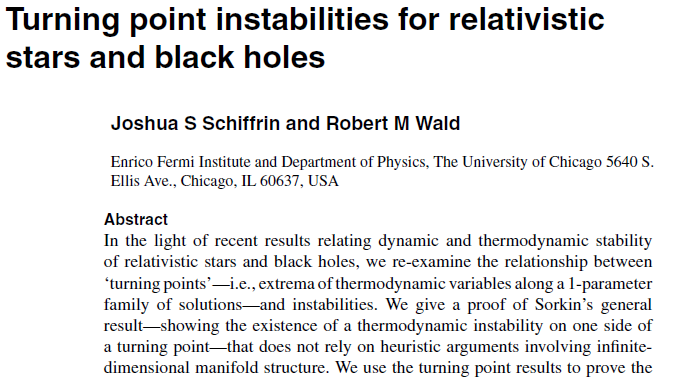 Turning point instabilities for relativistic
stars and black holes
Joshua S Schiffrin and Robert M Wald
Enrico Fermi Institute and Department of Physics, The University of Chicago 5640 S.
Ellis Ave., Chicago, IL 60637, USA
Abstract
In the light of recent results relating dynamic and thermodynamic stability
of relativistic stars and black holes, we re-examine the relationship between
‘turning points’—i.e., extrema of thermodynamic variables along a 1-parameter
family of solutions—and instabilities. We give a proof of Sorkin’s general
result—showing the existence of a thermodynamic instability on one side of
a turning point—that does not rely on heuristic arguments involving infinite-
dimensional manifold structure. We use the turning point results to prove the